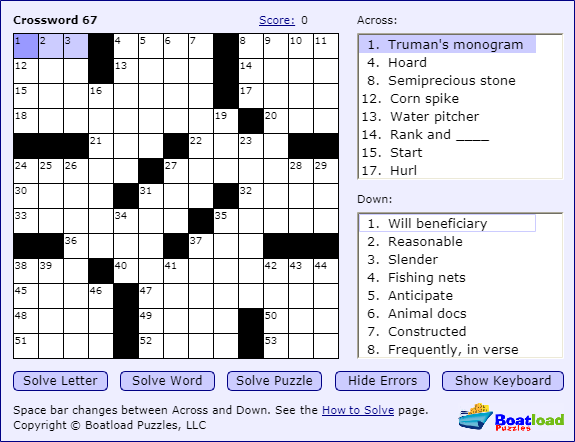 Crossword 67 Score: 0
1 2 3 4 5 6 7 8 9 10 11
12 13 14
15 16 17
18 19 20
21 22 23
24 25 26 27 28 29
30 31 32
33 34 35
36 37
38 39 40 41 42 43 44
45 46 47
48 49 50
51 52 53
Across:
1. Truman's monogram
4. Hoard
8. Semiprecious stone
12. Corn spike
13. Water pitcher
14. Rank and ____
15. Start
17. Hurl
Down:
1. Will beneficiary
2. Reasonable
3. Slender
4. Fishing nets
5. Anticipate
6. Animal docs
7. Constructed
8. Frequently, in verse
Solve Letter Solve Word Solve Puzzle Hide Errors Show Keyboard
Space bar changes between Across and Down. See the How to Solve page.
Copyright © Boatload Puzzles, LLC
Boatload
Puzzles